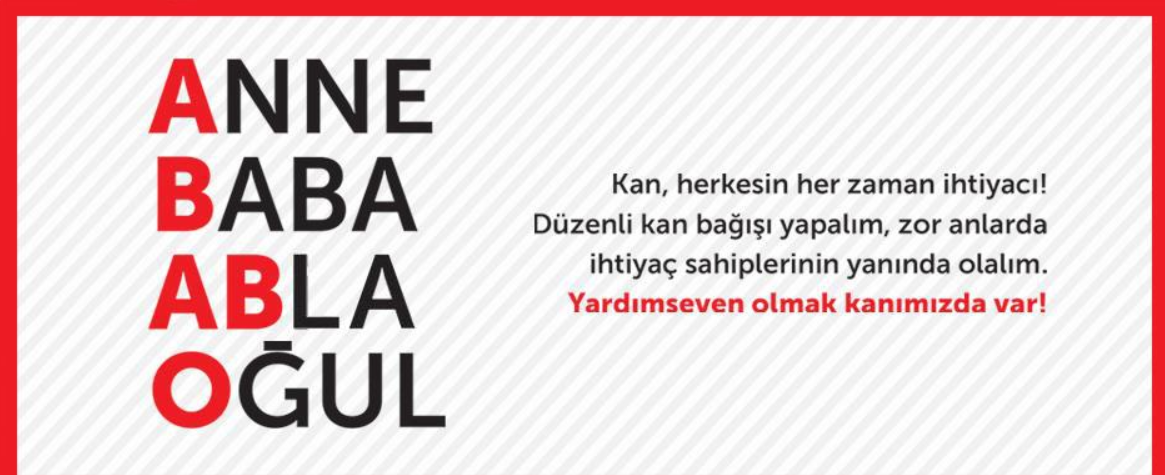 ANNE
BABA
ABLA
OĞUL
Kan, herkesin her zaman ihtiyacı!
Düzenli kan bağışı yapalım, zor anlarda
ihtiyaç sahiplerinin yanında olalım.
Yardımseven olmak kanımızda var!